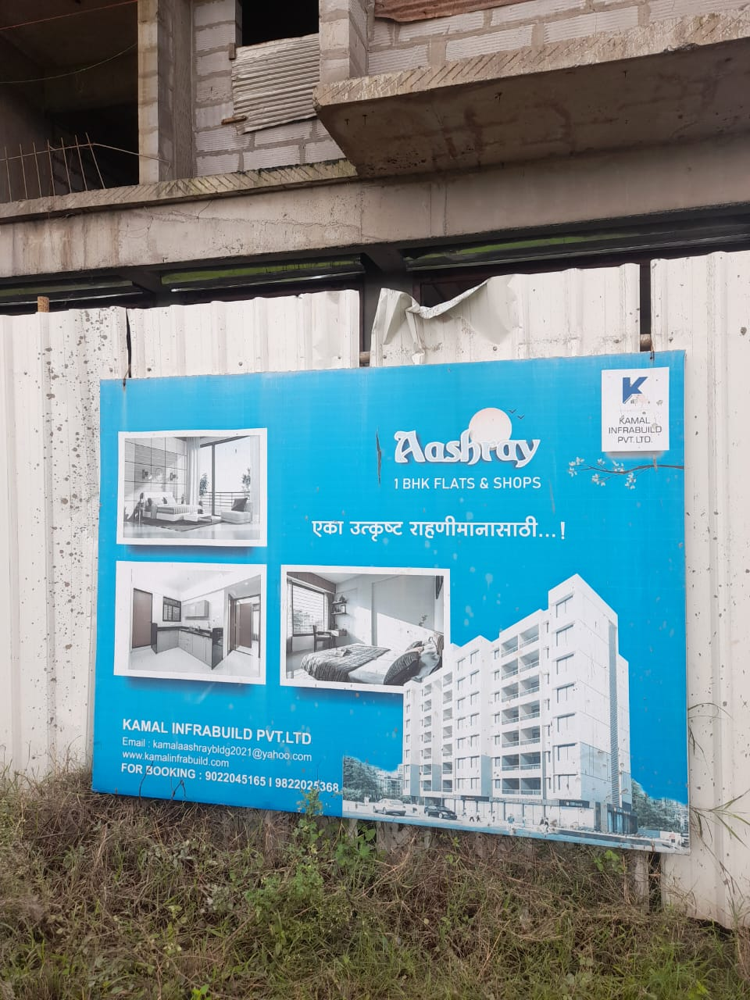 K
KAMAL
INFRABUILD
PVT.LTD.
Aashray
1 BHK FLATS & SHOPS
एका उत्कृष्ट राहणीमानासाठी...!
KAMAL INFRABUILD PVT.LTD
Email : kamalaashraybldg2021@yahoo.com
www.kamalinfrabuild.com
FOR BOOKING : 9022045165 I 9822025368